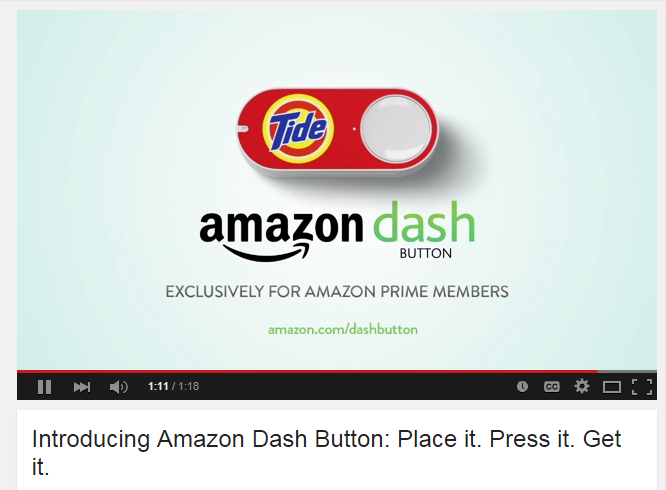 Tide
amazon dash
BUTTON
EXCLUSIVELY FOR AMAZON PRIME MEMBERS
amazon.com/dashbutton
1:11 / 1:18
CC
Introducing Amazon Dash Button: Place it. Press it. Get
it.